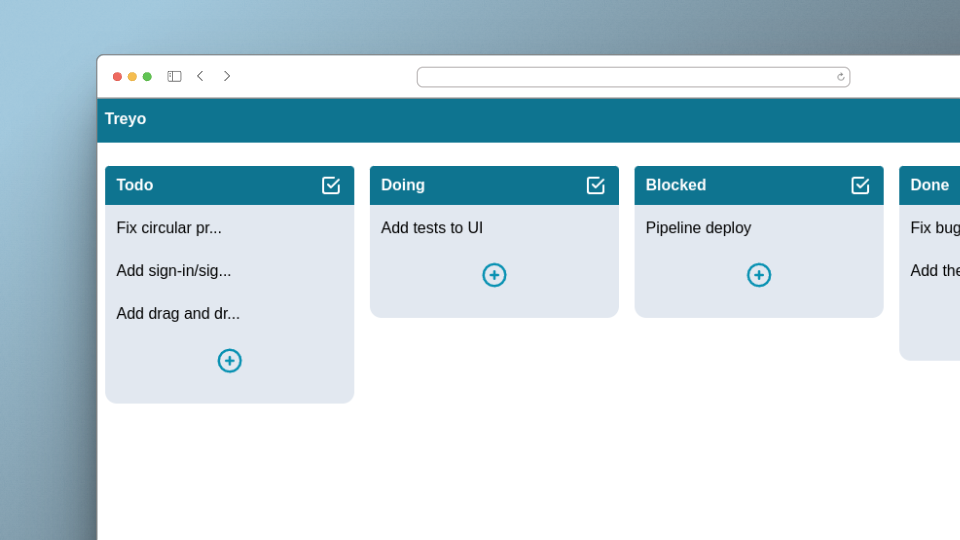 Treyo
Todo
Fix circular pr...
Add sign-in/sig...
Add drag and dr...
Doing
Add tests to UI
Blocked
Pipeline deploy
Done
Fix bug
Add the